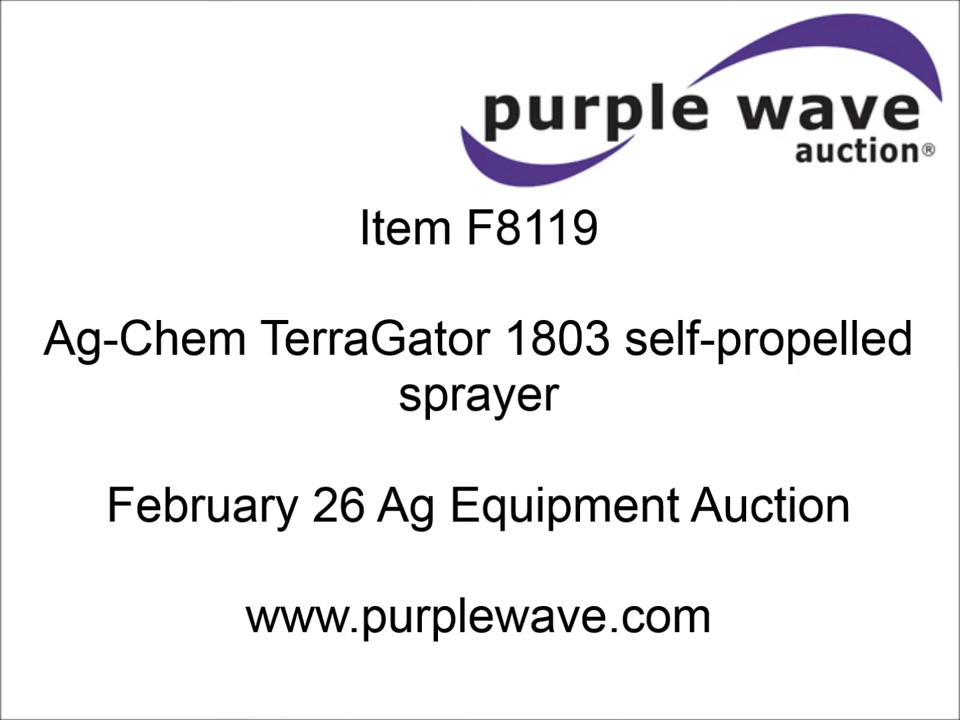 purple wave
auction®
Item F8119
Ag-Chem TerraGator 1803 self-propelled
sprayer
February 26 Ag Equipment Auction
www.purplewave.com